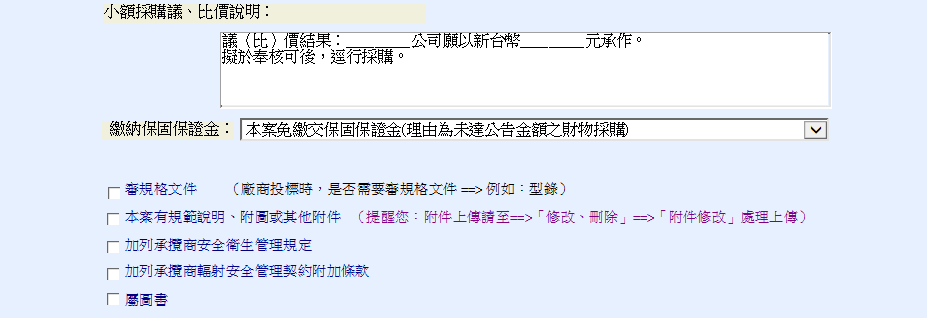 小額採購議、比價說明：
議（比）價結果：________公司願以新台幣________元承作。
擬於奉核可後，逕行採購。
繳納保固保證金： 本案免繳交保固保證金(理由為未達公告金額之財物採購)
審規格文件 （廠商投標時，是否需要審規格文件 ==> 例如：型錄）
本案有規範說明、附圖或其他附件 （提醒您：附件上傳請至==>「修改、刪除」==>「附件修改」處理上傳）
加列承攬商安全衛生管理規定
加列承攬商輻射安全管理契約附加條款
屬圖書